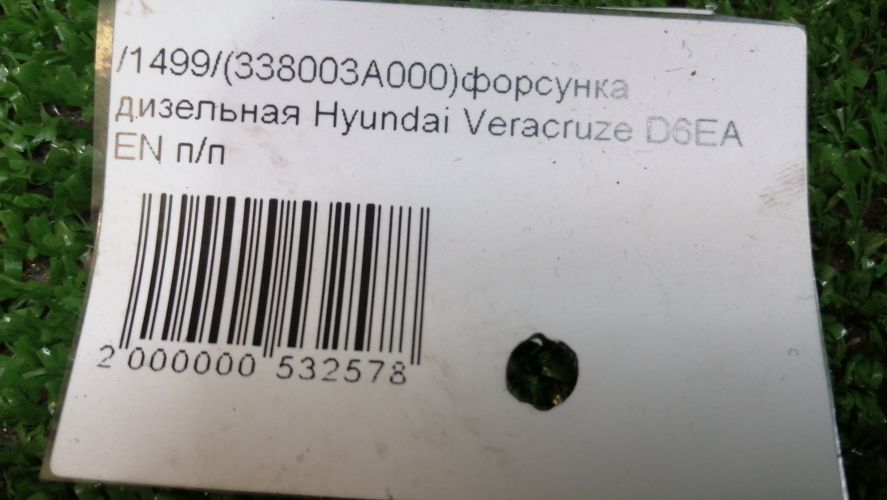 /1499/(338003A000)форсунка
дизельная Hyundai Veracruze D6EA
EN п/п
2 000000 532578